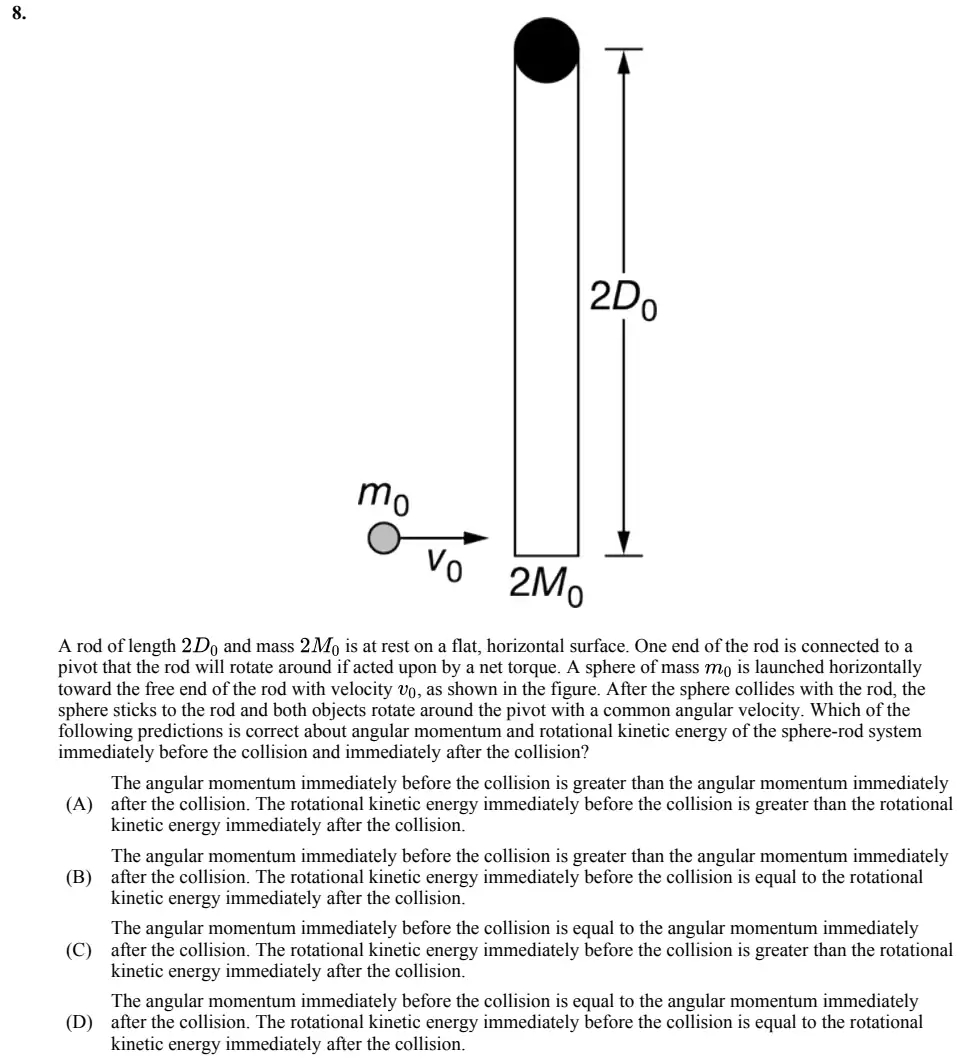 8.
2D₀
m₀
v₀
2M₀
A rod of length 2D₀ and mass 2M₀ is at rest on a flat, horizontal surface. One end of the rod is connected to a
pivot that the rod will rotate around if acted upon by a net torque. A sphere of mass m₀ is launched horizontally
toward the free end of the rod with velocity v₀, as shown in the figure. After the sphere collides with the rod, the
sphere sticks to the rod and both objects rotate around the pivot with a common angular velocity. Which of the
following predictions is correct about angular momentum and rotational kinetic energy of the sphere-rod system
immediately before the collision and immediately after the collision?
The angular momentum immediately before the collision is greater than the angular momentum immediately
(A) after the collision. The rotational kinetic energy immediately before the collision is greater than the rotational
kinetic energy immediately after the collision.
The angular momentum immediately before the collision is greater than the angular momentum immediately
(B) after the collision. The rotational kinetic energy immediately before the collision is equal to the rotational
kinetic energy immediately after the collision.
The angular momentum immediately before the collision is equal to the angular momentum immediately
(C) after the collision. The rotational kinetic energy immediately before the collision is greater than the rotational
kinetic energy immediately after the collision.
The angular momentum immediately before the collision is equal to the angular momentum immediately
(D) after the collision. The rotational kinetic energy immediately before the collision is equal to the rotational
kinetic energy immediately after the collision.